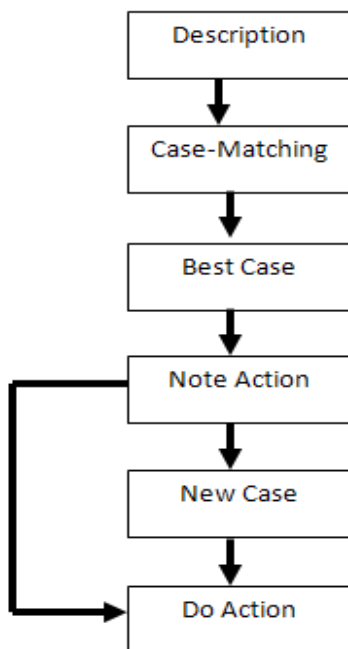 Description
Case-Matching
Best Case
Note Action
New Case
Do Action